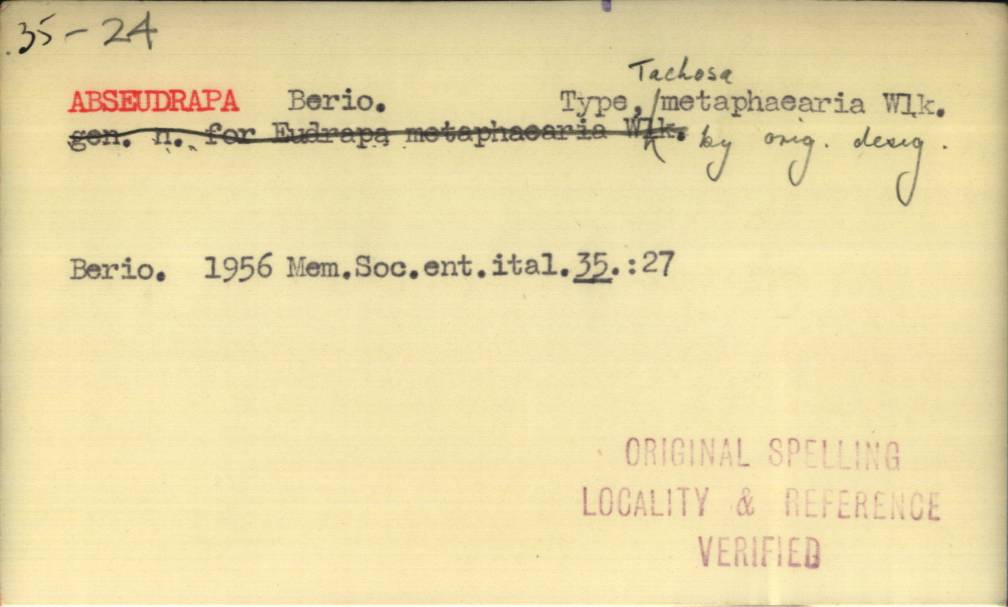 35-24
Tachosa
ABSEUDRAPA Berio. Type, metaphaearia Wlk.
gen. n. for Eudrapa metaphaearia Wlk. by orig. desig.
Berio. 1956 Mem.Soc.ent.ital.35.:27
ORIGINAL SPELLING
LOCALITY & REFERENCE
VERIFIED